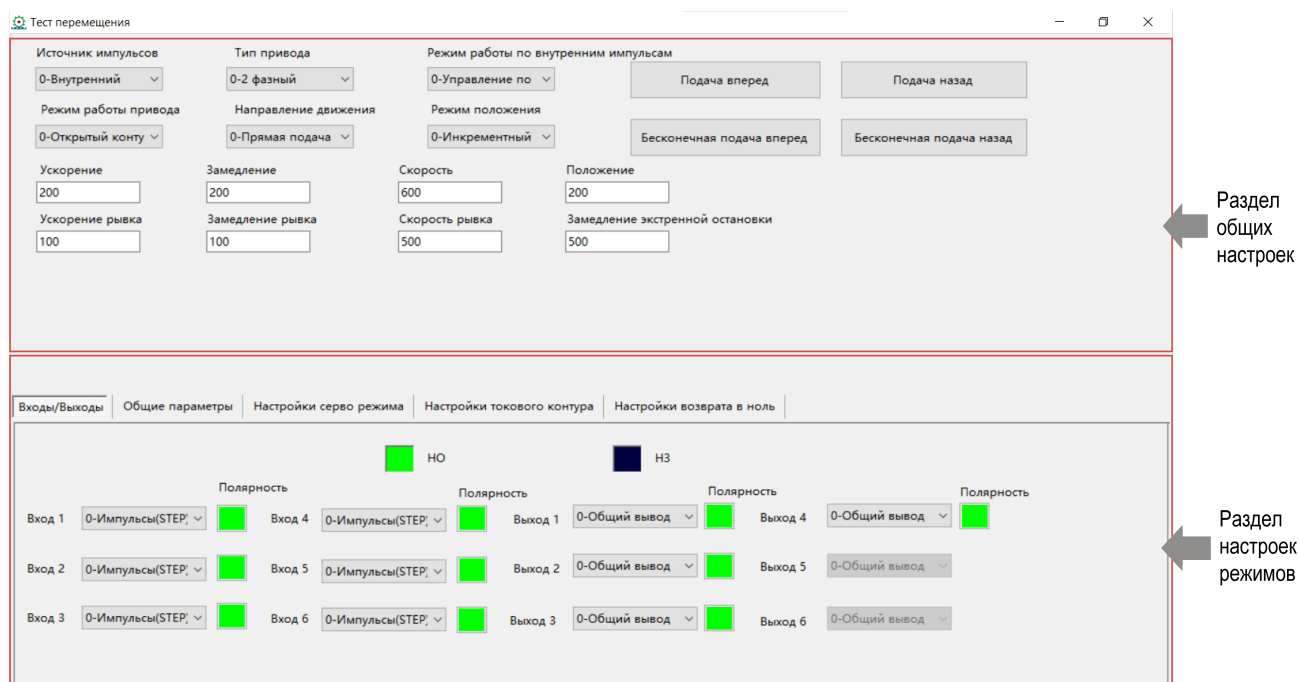 Тест перемещения
Источник импульсов Тип привода Режим работы по внутренним импульсам
0-Внутренний 0-2 фазный 0-Управление по Подача вперед Подача назад
Режим работы привода Направление движения Режим положения
0-Открытый конту 0-Прямая подача 0-Инкрементный Бесконечная подача вперед Бесконечная подача назад
Ускорение Замедление Скорость Положение
200 200 600 200
Ускорение рывка Замедление рывка Скорость рывка Замедление экстренной остановки
100 100 500 500
Раздел
общих
настроек
Входы/Выходы Общие параметры Настройки серво режима Настройки токового контура Настройки возврата в ноль
НО НЗ
Полярность Полярность Полярность Полярность
Вход 1 0-Импульсы(STEP) Вход 4 0-Импульсы(STEP) Выход 1 0-Общий вывод Выход 4 0-Общий вывод
Вход 2 0-Импульсы(STEP) Вход 5 0-Импульсы(STEP) Выход 2 0-Общий вывод Выход 5 0-Общий вывод
Вход 3 0-Импульсы(STEP) Вход 6 0-Импульсы(STEP) Выход 3 0-Общий вывод Выход 6 0-Общий вывод
Раздел
настроек
режимов